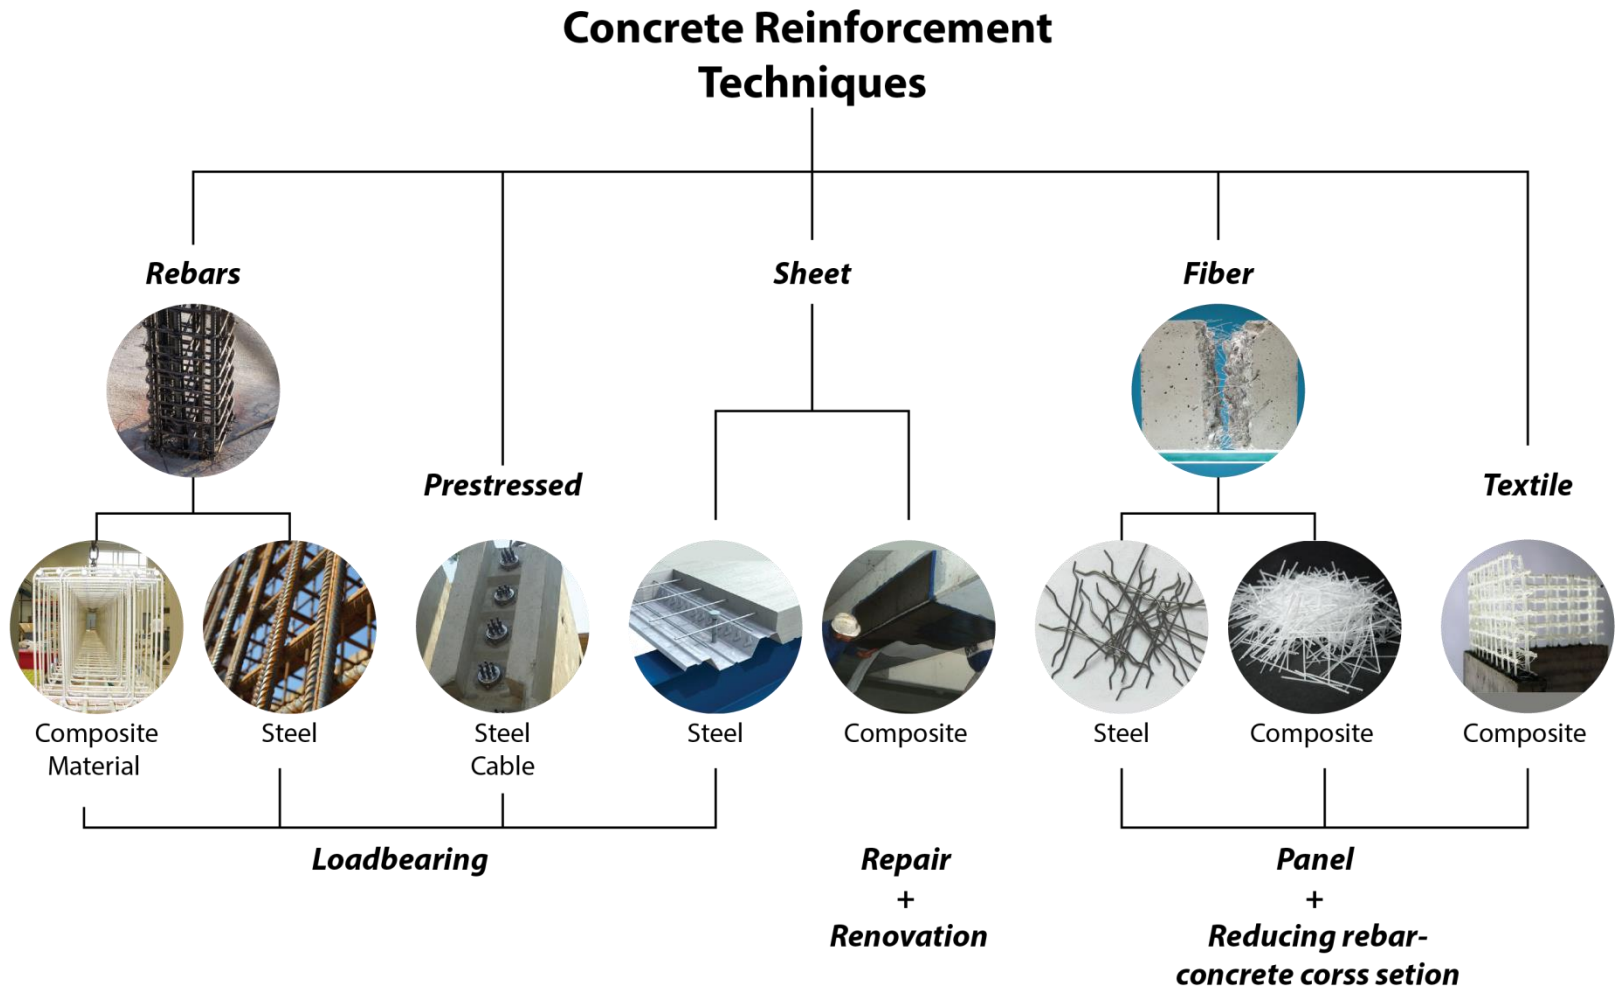 Concrete Reinforcement
Techniques
Rebars
Sheet
Fiber
Prestressed
Textile
Composite
Material
Steel
Steel
Cable
Steel
Composite
Steel
Composite
Composite
Loadbearing
Repair
+
Renovation
Panel
+
Reducing rebar-
concrete corss setion